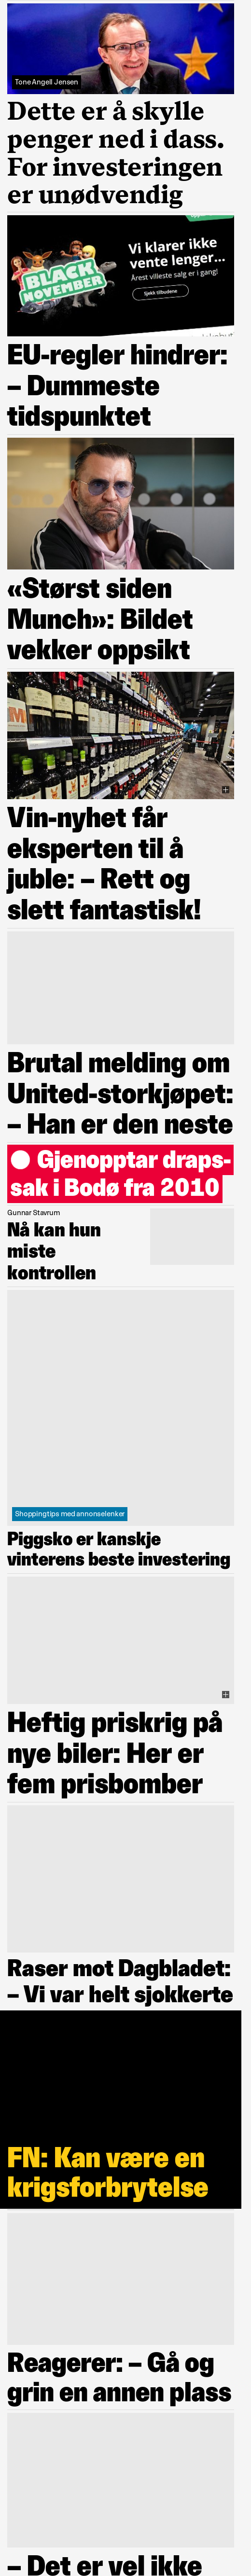 Tone Angell Jensen
Dette er å skylle
penger ned i dass.
For investeringen
er unødvendig
BLACK
NOVEMBER
Vi klarer ikke
vente lenger...
Årest villeste salg er i gang!
Sjekk tilbudene
EU-regler hindrer:
– Dummeste
tidspunktet
«Størst siden
Munch»: Bildet
vekker oppsikt
Vin-nyhet får
eksperten til å
juble: – Rett og
slett fantastisk!
Brutal melding om
United-storkjøpet:
– Han er den neste
Gjenopptar draps-
sak i Bodø fra 2010
Gunnar Stavrum
Nå kan hun
miste
kontrollen
Shoppingtips med annonselenker
Piggsko er kanskje
vinterens beste investering
Heftig priskrig på
nye biler: Her er
fem prisbomber
Raser mot Dagbladet:
– Vi var helt sjokkerte
FN: Kan være en
krigsforbrytelse
Reagerer: – Gå og
grin en annen plass
– Det er vel ikke